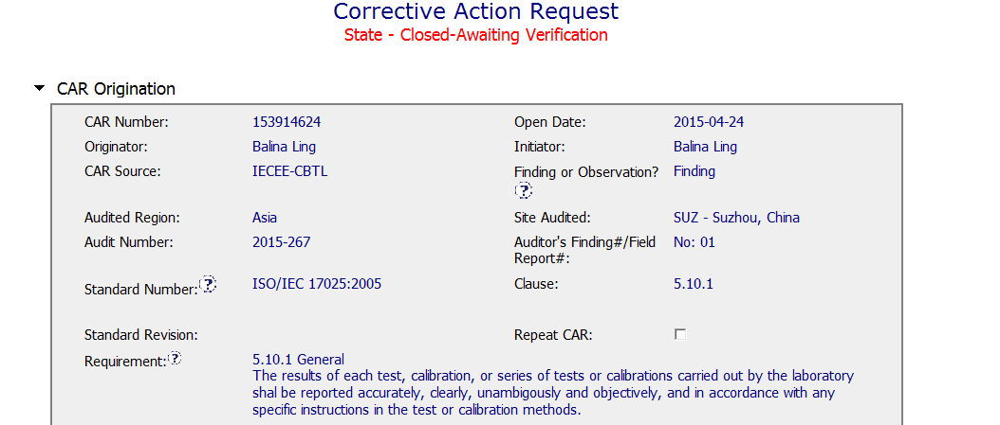 Corrective Action Request
State - Closed-Awaiting Verification
CAR Origination
CAR Number: 153914624 Open Date: 2015-04-24
Originator: Balina Ling Initiator: Balina Ling
CAR Source: IECEE-CBTL Finding or Observation? Finding
?
Audited Region: Asia Site Audited: SUZ - Suzhou, China
Audit Number: 2015-267 Auditor's Finding#/Field No: 01
Report#:
Standard Number: ? ISO/IEC 17025:2005 Clause: 5.10.1
Standard Revision: Repeat CAR:
Requirement: ? 5.10.1 General
The results of each test, calibration, or series of tests or calibrations carried out by the laboratory
shal be reported accurately, clearly, unambigously and objectively, and in accordance with any
specific instructions in the test or calibration methods.